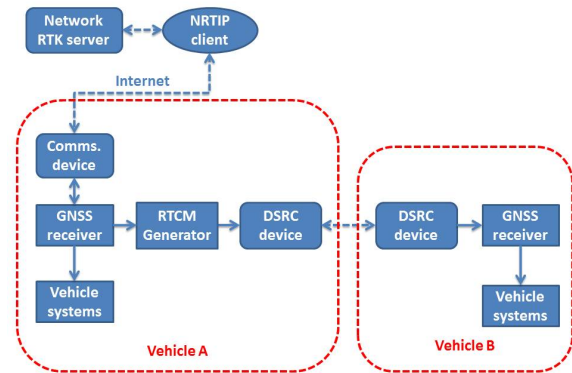 Network
RTK server
NRTIP
client
Internet
Comms.
device
GNSS
receiver
RTCM
Generator
DSRC
device
DSRC
device
GNSS
receiver
Vehicle
systems
Vehicle
systems
Vehicle A
Vehicle B